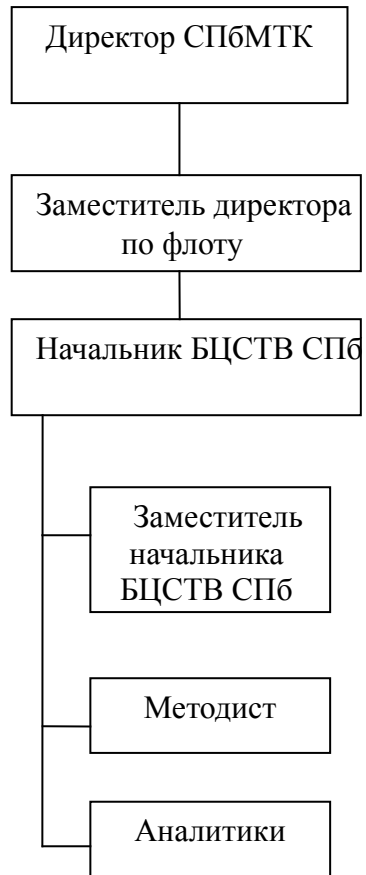 Директор СПбМТК
Заместитель директора
по флоту
Начальник БЦСТВ СПб
Заместитель
начальника
БЦСТВ СПб
Методист
Аналитики